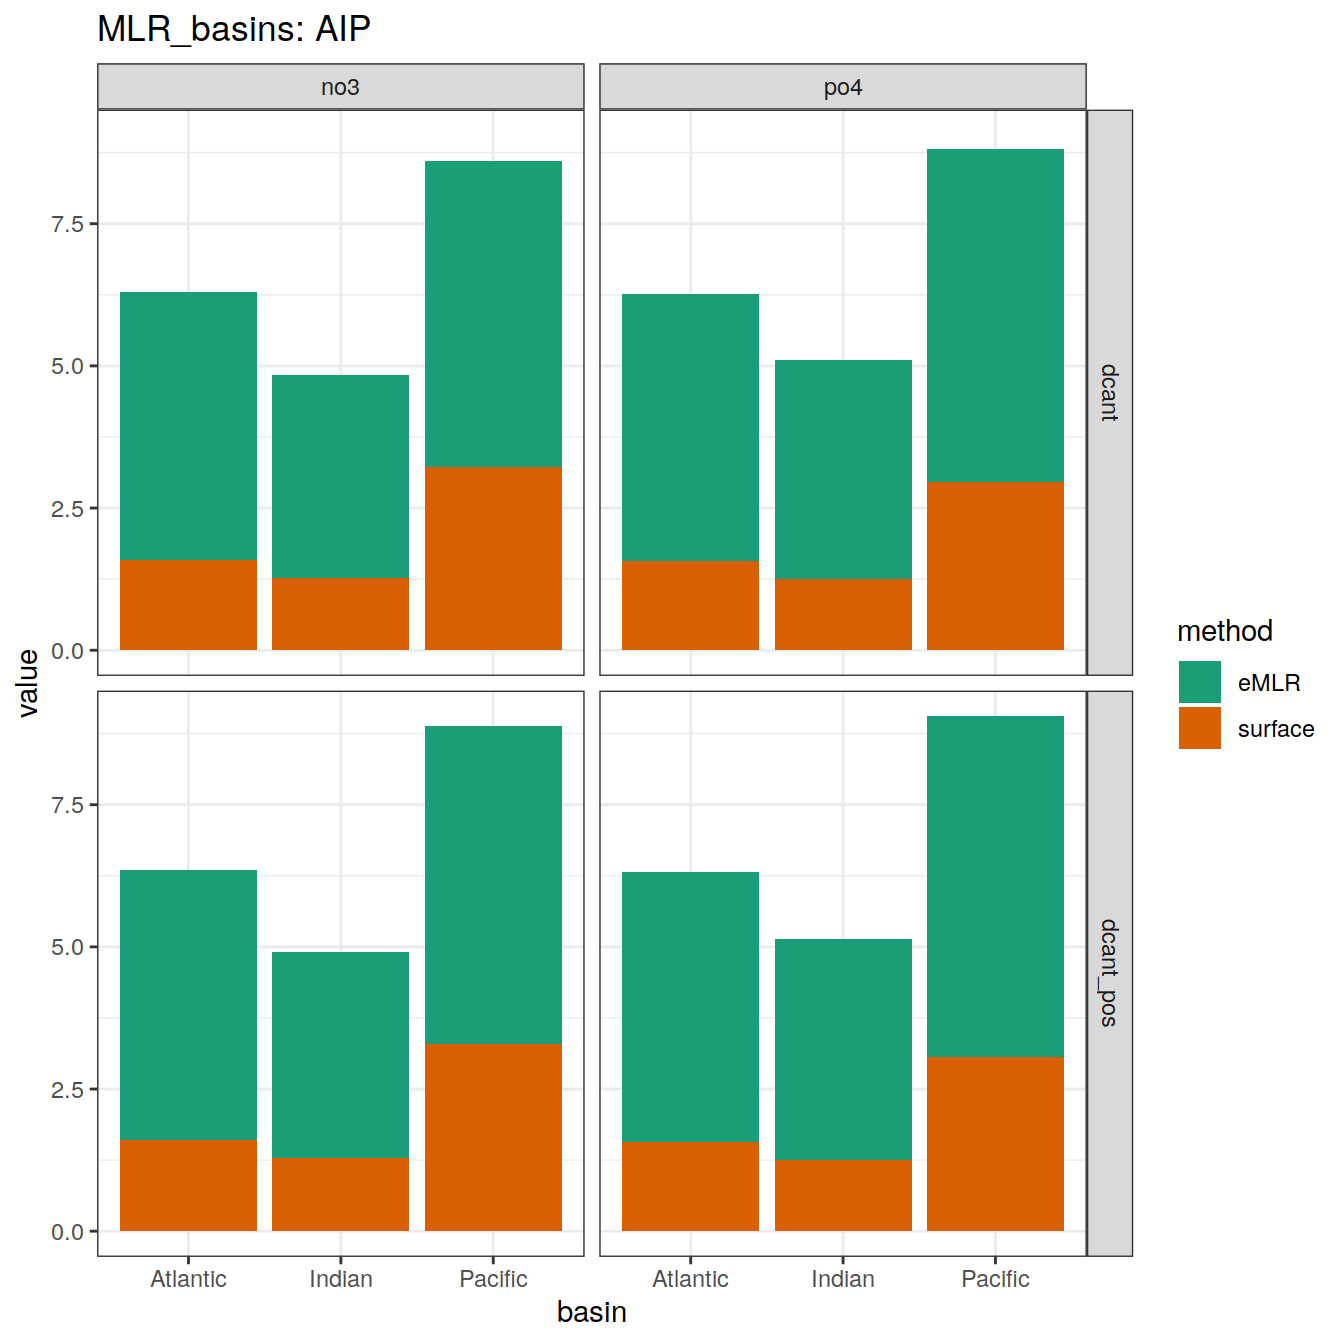 MLR_basins: AIP
no3
po4
7.5
5.0
2.5
0.0
dcant
value
7.5
5.0
2.5
0.0
dcant_pos
Atlantic
Indian
Pacific
Atlantic
Indian
Pacific
basin
method
eMLR
surface